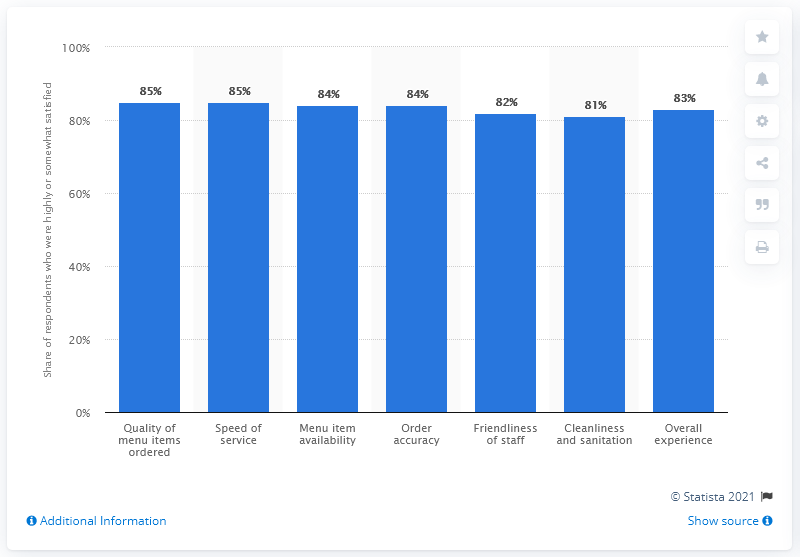 Share of respondents who were highly or somewhat satisfied
100%
80%
60%
40%
20%
0%
85%
85%
84%
84%
82%
81%
83%
Quality of
menu items
ordered
Speed of
service
Menu item
availability
Order
accuracy
Friendliness
of staff
Cleanliness
and sanitation
Overall
experience
© Statista 2021
Additional Information
Show source